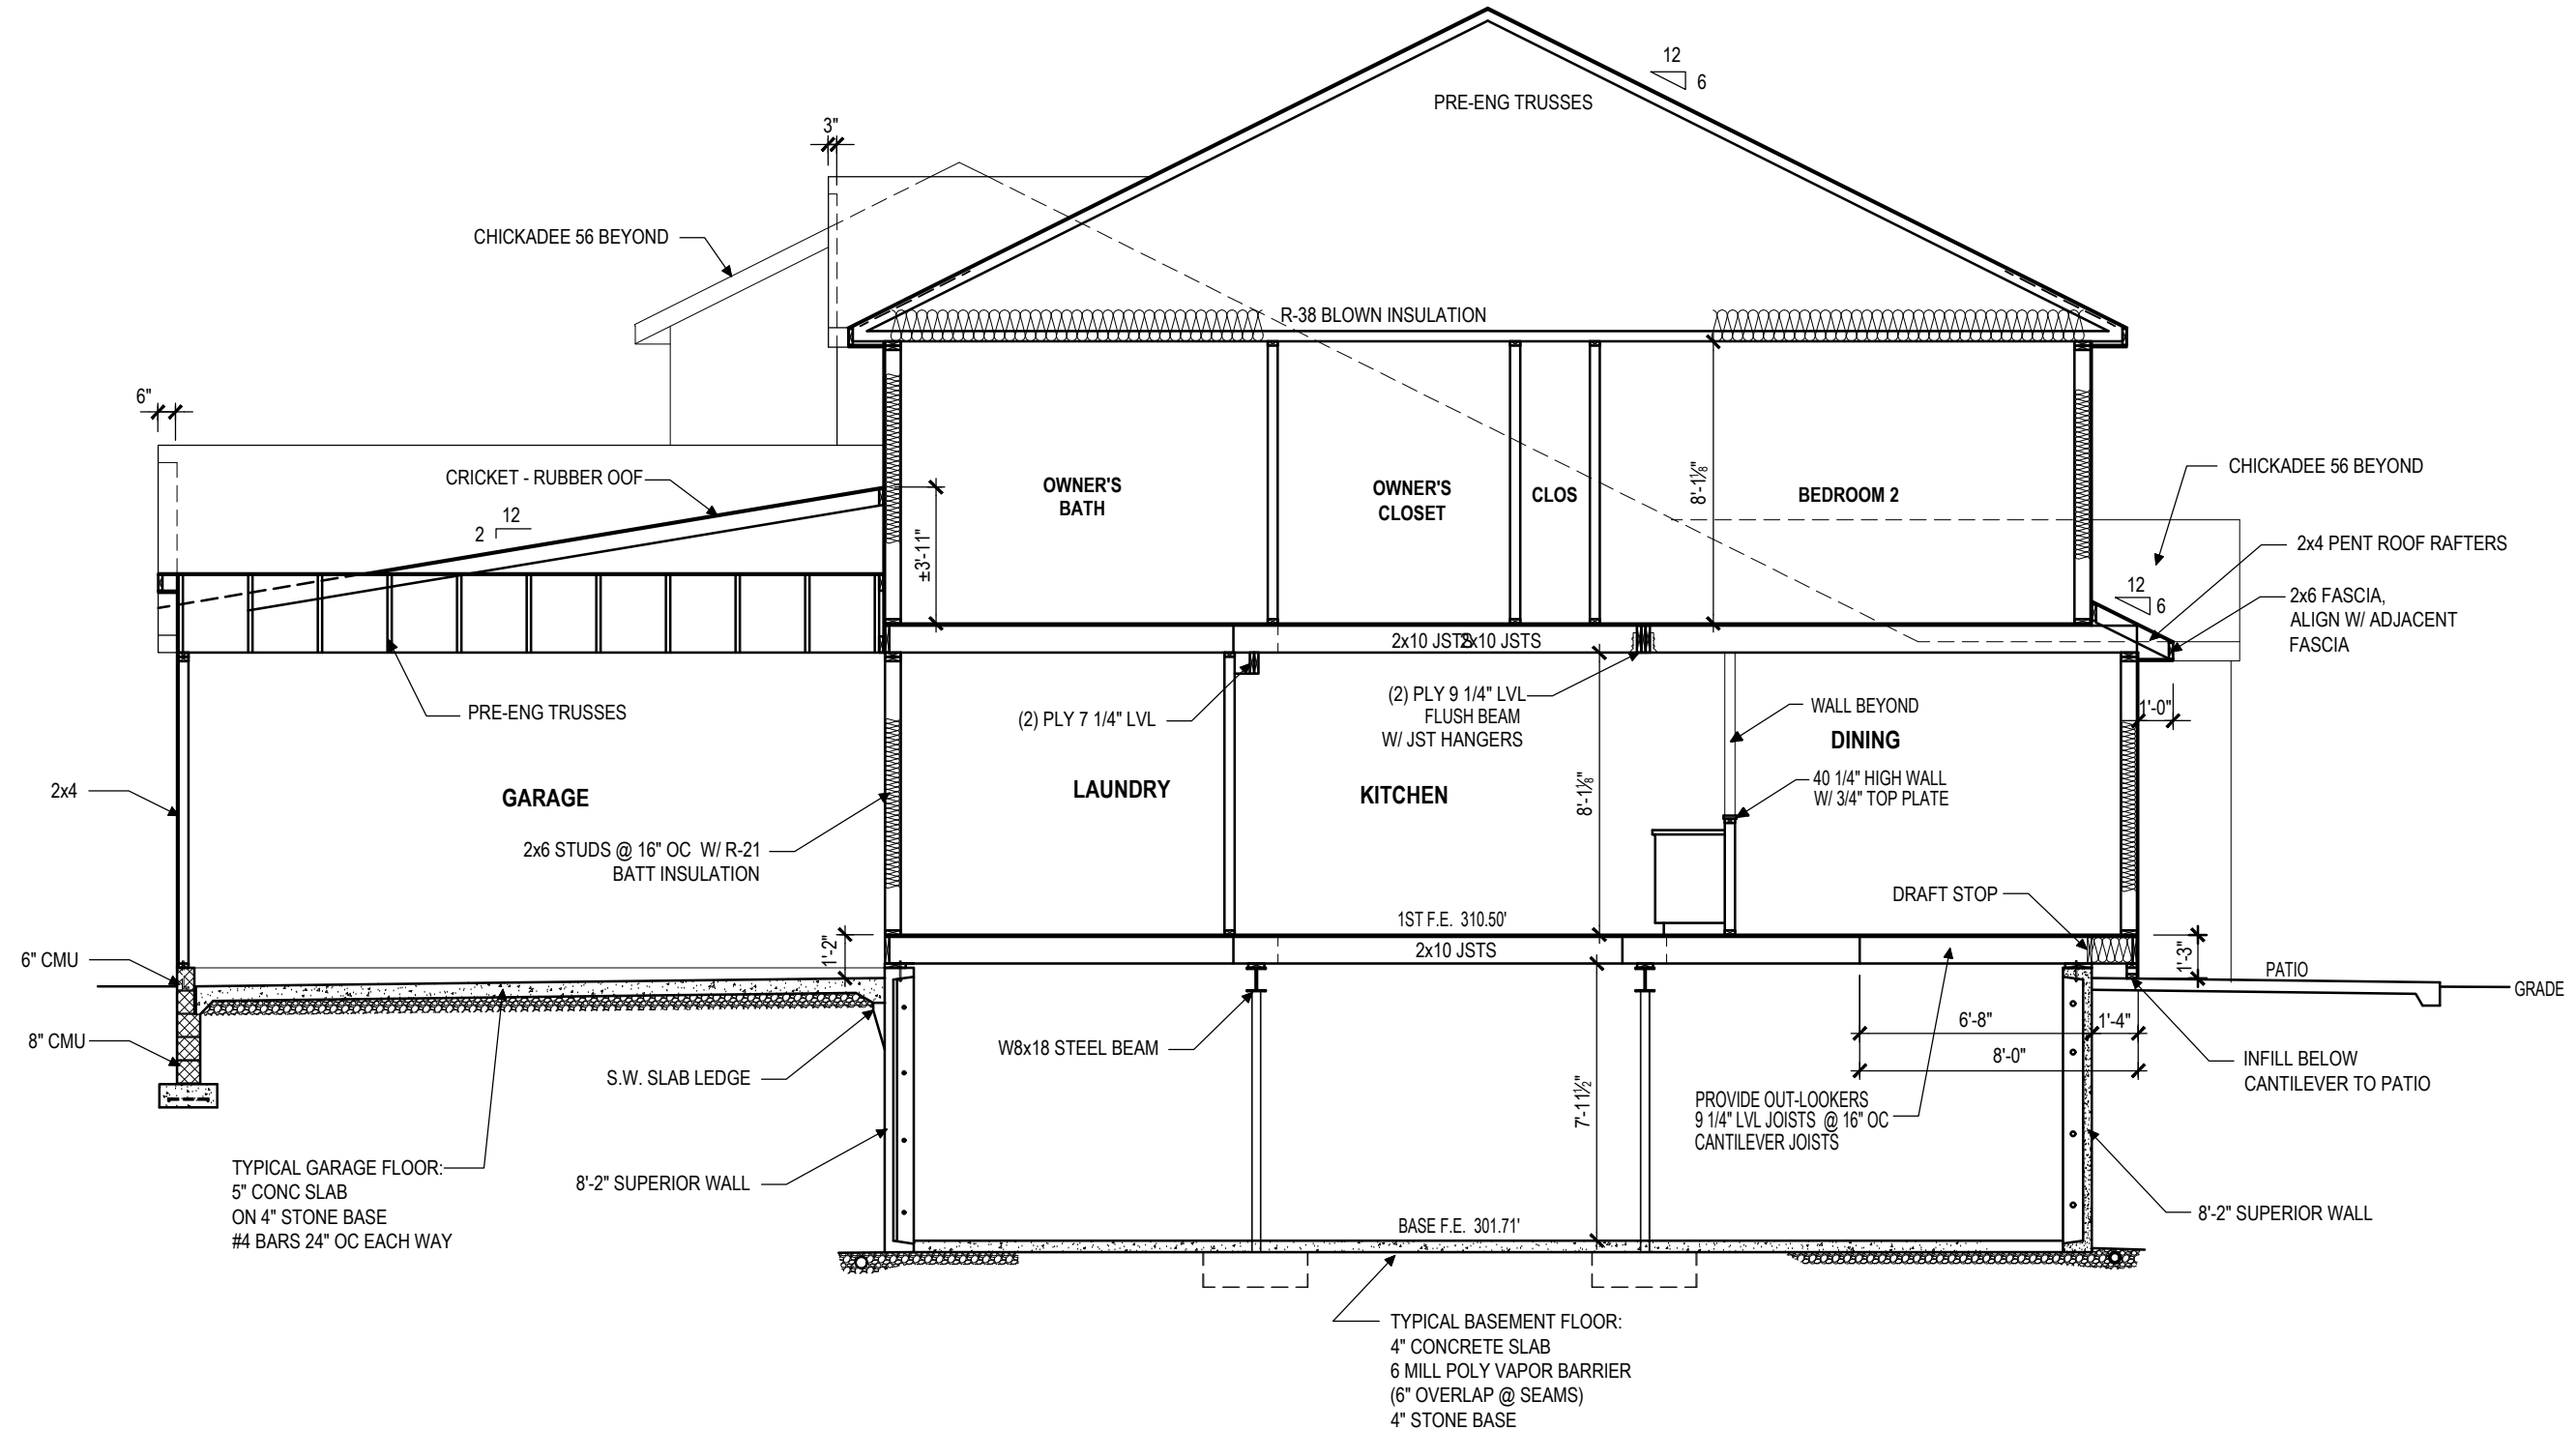 12
6
PRE-ENG TRUSSES
3"
CHICKADEE 56 BEYOND
R-38 BLOWN INSULATION
6"
CRICKET - RUBBER OOF
12
2
±3'-11"
OWNER'S
BATH
OWNER'S
CLOSET
CLOS
8'-1⅛"
BEDROOM 2
CHICKADEE 56 BEYOND
2x4 PENT ROOF RAFTERS
12
6
2x6 FASCIA,
ALIGN W/ ADJACENT
FASCIA
2x10 JSTS
2x10 JSTS
PRE-ENG TRUSSES
(2) PLY 7 1/4" LVL
(2) PLY 9 1/4" LVL
FLUSH BEAM
W/ JST HANGERS
WALL BEYOND
1'-0"
DINING
2x4
GARAGE
LAUNDRY
KITCHEN
8'-1⅛"
40 1/4" HIGH WALL
W/ 3/4" TOP PLATE
2x6 STUDS @ 16" OC W/ R-21
BATT INSULATION
DRAFT STOP
1ST F.E. 310.50'
1'-2"
2x10 JSTS
1'-3"
6" CMU
PATIO
GRADE
8" CMU
W8x18 STEEL BEAM
6'-8"
1'-4"
8'-0"
INFILL BELOW
CANTILEVER TO PATIO
S.W. SLAB LEDGE
7'-11½"
PROVIDE OUT-LOOKERS
9 1/4" LVL JOISTS @ 16" OC
CANTILEVER JOISTS
TYPICAL GARAGE FLOOR:
5" CONC SLAB
ON 4" STONE BASE
#4 BARS 24" OC EACH WAY
8'-2" SUPERIOR WALL
8'-2" SUPERIOR WALL
BASE F.E. 301.71'
TYPICAL BASEMENT FLOOR:
4" CONCRETE SLAB
6 MILL POLY VAPOR BARRIER
(6" OVERLAP @ SEAMS)
4" STONE BASE